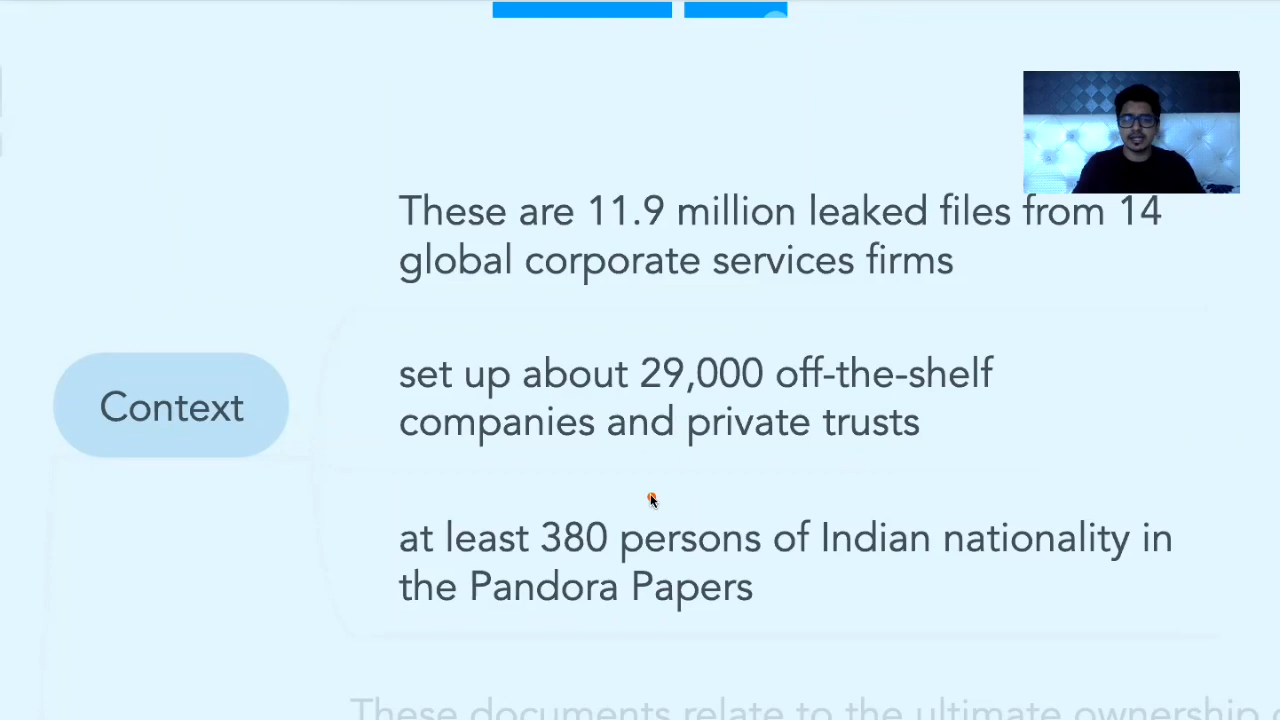 These are 11.9 million leaked files from 14
global corporate services firms
set up about 29,000 off-the-shelf
companies and private trusts
Context
at least 380 persons of Indian nationality in
the Pandora Papers
These documents relate to the ultimate ownership